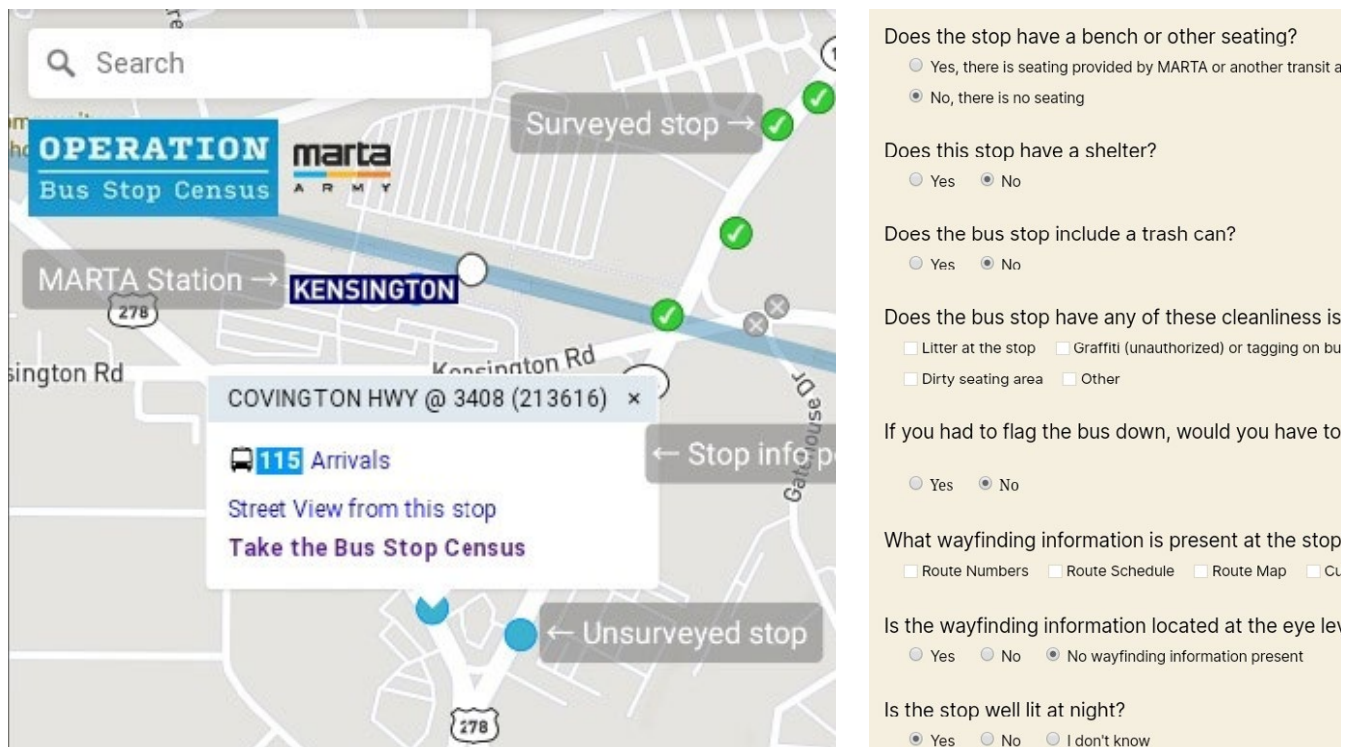 Search
Surveyed stop →
OPERATION
Bus Stop Census
marta
ARMY
MARTA Station →
KENSINGTON
278
Kensington Rd
sington Rd
COVINGTON HWY @ 3408 (213616) ×
115 Arrivals
← Stop info p
Street View from this stop
Take the Bus Stop Census
Gatehouse Dr
← Unsurveyed stop
278
Does the stop have a bench or other seating?
Yes, there is seating provided by MARTA or another transit a
No, there is no seating
Does this stop have a shelter?
Yes No
Does the bus stop include a trash can?
Yes No
Does the bus stop have any of these cleanliness is
Litter at the stop Graffiti (unauthorized) or tagging on bu
Dirty seating area Other
If you had to flag the bus down, would you have to
Yes No
What wayfinding information is present at the stop
Route Numbers Route Schedule Route Map Cu
Is the wayfinding information located at the eye lev
Yes No No wayfinding information present
Is the stop well lit at night?
Yes No I don't know